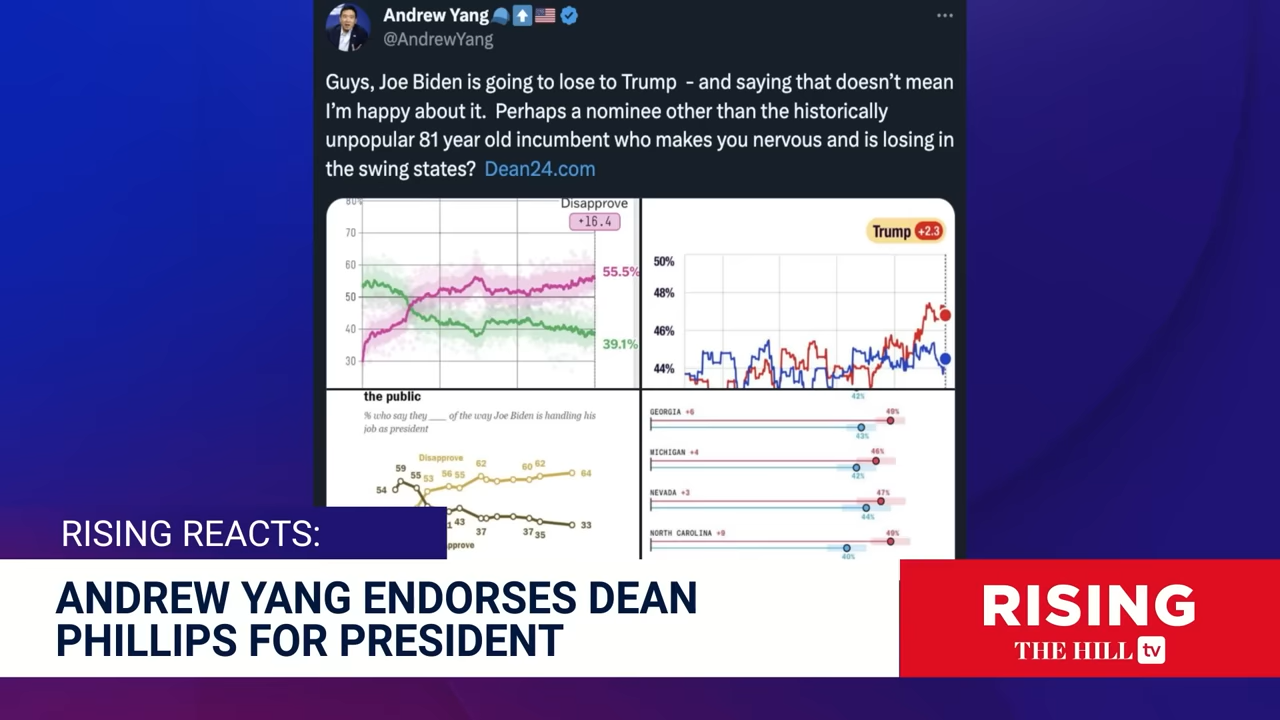 Andrew Yang
@AndrewYang
Guys, Joe Biden is going to lose to Trump - and saying that doesn't mean
I'm happy about it. Perhaps a nominee other than the historically
unpopular 81 year old incumbent who makes you nervous and is losing in
the swing states? Dean24.com
80%
Disapprove
+16.4
70
60
55.5%
50
40
39.1%
30
Trump +2.3
50%
48%
46%
44%
the public
% who say they ___ of the way Joe Biden is handling his
job as president
Disapprove
59
54
55
53
56 55
62
60 62
64
43
37
37 35
33
42%
GEORGIA +6
49%
43%
MICHIGAN +4
46%
42%
NEVADA +3
47%
44%
NORTH CAROLINA +9
49%
40%
RISING REACTS:
ANDREW YANG ENDORSES DEAN
PHILLIPS FOR PRESIDENT
RISING
THE HILL tv